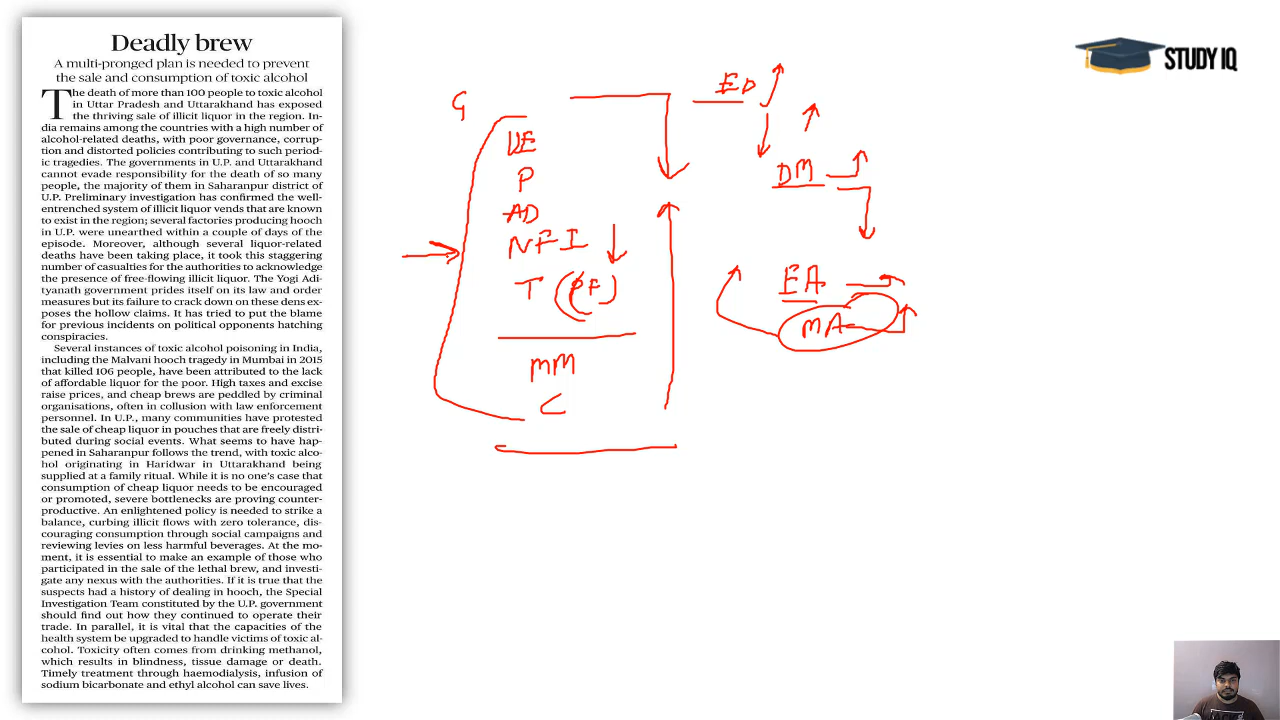 Deadly brew
A multi-pronged plan is needed to prevent
the sale and consumption of toxic alcohol
The death of more than 100 people to toxic alcohol
in Uttar Pradesh and Uttarakhand has exposed
the thriving sale of illicit liquor in the region. In-
dia remains among the countries with a high number of
alcohol-related deaths, with poor governance, corrup-
tion and distorted policies contributing to such period-
ic tragedies. The governments in U.P. and Uttarakhand
cannot evade responsibility for the death of so many
people, the majority of them in Saharanpur district of
U.P. Preliminary investigation has confirmed the well-
entrenched system of illicit liquor vends that are known
to exist in the region; several factories producing hooch
in U.P. were unearthed within a couple of days of the
episode. Moreover, although several liquor-related
deaths have been taking place, it took this staggering
number of casualties for the authorities to acknowledge
the presence of free-flowing illicit liquor. The Yogi Adi-
tyanath government prides itself on its law and order
measures but its failure to crack down on these dens ex-
poses the hollow claims. It has tried to put the blame
for previous incidents on political opponents hatching
conspiracies.
Several instances of toxic alcohol poisoning in India,
including the Malvani hooch tragedy in Mumbai in 2015
that killed 106 people, have been attributed to the lack
of affordable liquor for the poor. High taxes and excise
raise prices, and cheap brews are peddled by criminal
organisations, often in collusion with law enforcement
personnel. In U.P., many communities have protested
the sale of cheap liquor in pouches that are freely distri-
buted during social events. What seems to have hap-
pened in Saharanpur follows the trend, with toxic alco-
hol originating in Haridwar in Uttarakhand being
supplied at a family ritual. While it is no one's case that
consumption of cheap liquor needs to be encouraged
or promoted, severe bottlenecks are proving counter-
productive. An enlightened policy is needed to strike a
balance, curbing illicit flows with zero tolerance, dis-
couraging consumption through social campaigns and
reviewing levies on less harmful beverages. At the mo-
ment, it is essential to make an example of those who
participated in the sale of the lethal brew, and investi-
gate any nexus with the authorities. If it is true that the
suspects had a history of dealing in hooch, the Special
Investigation Team constituted by the U.P. government
should find out how they continued to operate their
trade. In parallel, it is vital that the capacities of the
health system be upgraded to handle victims of toxic al-
cohol. Toxicity often comes from drinking methanol,
which results in blindness, tissue damage or death.
Timely treatment through haemodialysis, infusion of
sodium bicarbonate and ethyl alcohol can save lives.
G
P
AD
NFI
T
MM
C
ED
DM
EA
MA
STUDY IQ